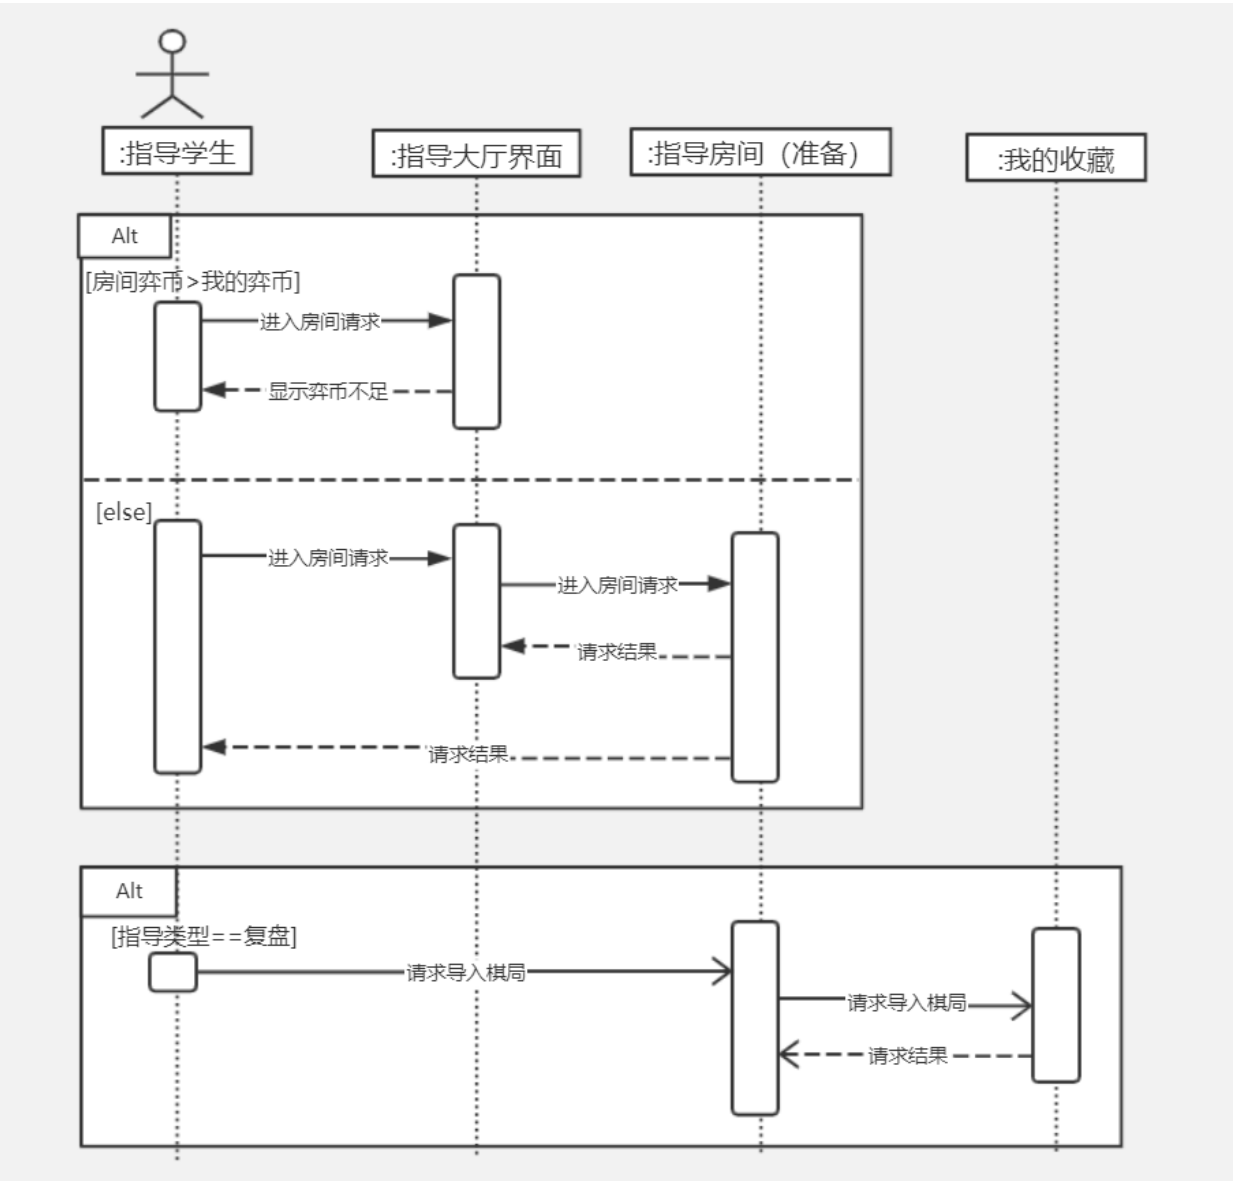 :指导学生
:指导大厅界面
:指导房间（准备）
:我的收藏
Alt
[房间弈币>我的弈币]
进入房间请求
显示弈币不足
[else]
进入房间请求
进入房间请求
请求结果
请求结果
Alt
[指导类型==复盘]
请求导入棋局
请求导入棋局
请求结果